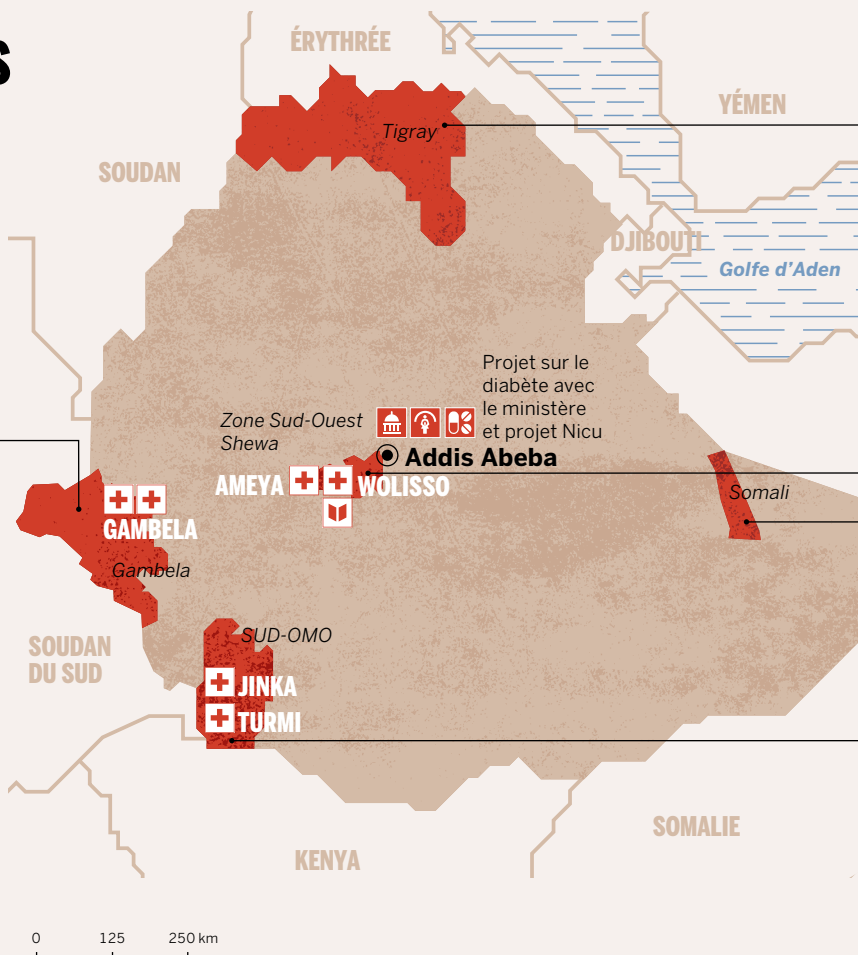 S
ÉRYTHRÉE
YÉMEN
Tigray
SOUDAN
DJIBOUTI
Golfe d’Aden
Projet sur le
diabète avec
le ministère
et projet Nicu
Zone Sud-Ouest
Shewa
Addis Abeba
AMEYA
WOLISSO
Somali
GAMBELA
Gambela
SUD-OMO
SOUDAN
DU SUD
JINKA
TURMI
SOMALIE
KENYA
0 125 250 km